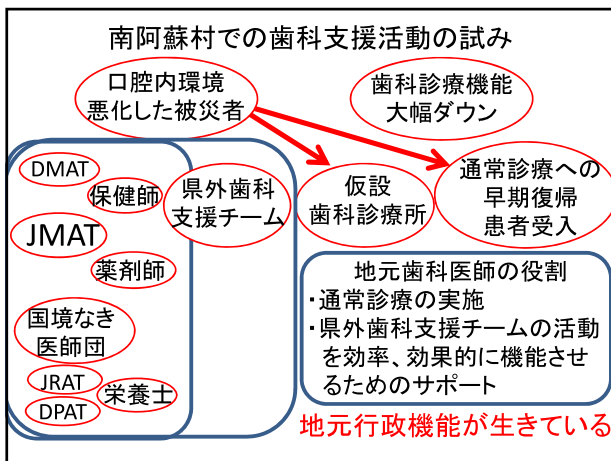 南阿蘇村での歯科支援活動の試み
口腔内環境
悪化した被災者
歯科診療機能
大幅ダウン
DMAT
保健師
JMAT
薬剤師
国境なき
医師団
JRAT
栄養士
DPAT
県外歯科
支援チーム
仮設
歯科診療所
通常診療への
早期復帰
患者受入
地元歯科医師の役割
・通常診療の実施
・県外歯科支援チームの活動
を効率、効果的に機能させ
るためのサポート
地元行政機能が生きている